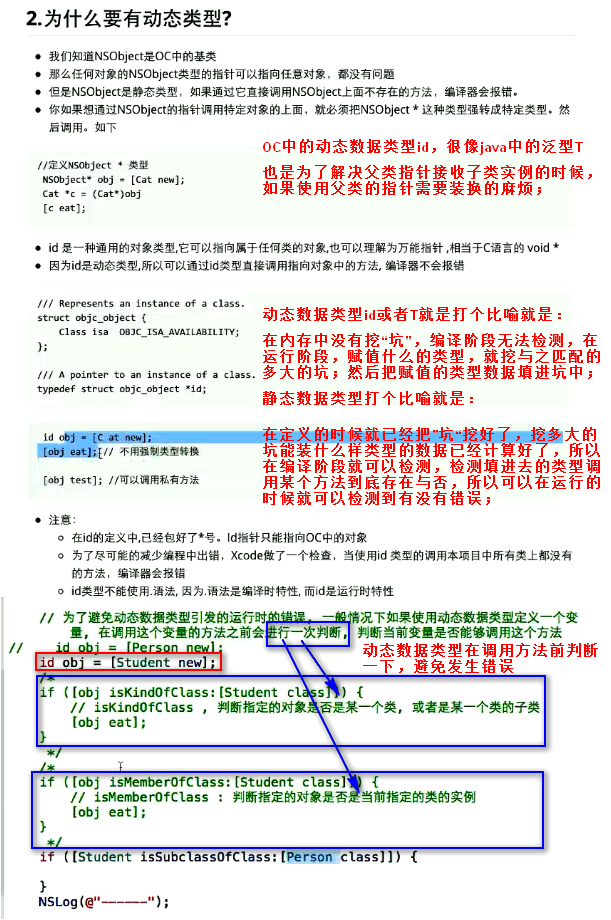 2.为什么要有动态类型?
我们知道NSObject是OC中的基类
那么任何对象的NSObject类型的指针可以指向任意对象，都没有问题
但是NSObject是静态类型，如果通过它直接调用NSObject上面不存在的方法，编译器会报错。
你如果想通过NSObject的指针调用特定对象的上面，就必须把NSObject * 这种类型强转成特定类型。然
后调用。如下
OC中的动态数据类型id，很像java中的泛型T
也是为了解决父类指针接收子类实例的时候，
如果使用父类的指针需要装换的麻烦；
//定义NSObject * 类型
NSObject* obj = [Cat new];
Cat *c = (Cat*)obj
[c eat];
id 是一种通用的对象类型,它可以指向属于任何类的对象,也可以理解为万能指针 ,相当于C语言的 void *
因为id是动态类型,所以可以通过id类型直接调用指向对象中的方法, 编译器不会报错
/// Represents an instance of a class.
struct objc_object {
Class isa  OBJC_ISA_AVAILABILITY;
};
/// A pointer to an instance of a class.
typedef struct objc_object *id;
动态数据类型id或者T就是打个比喻就是：
在内存中没有挖“坑”，编译阶段无法检测，在
运行阶段，赋值什么的类型，就挖与之匹配的
多大的坑；然后把赋值的类型数据填进坑中；
静态数据类型打个比喻就是：
在定义的时候就已经把”坑“挖好了，挖多大的
坑能装什么样类型的数据已经计算好了，所以
在编译阶段就可以检测，检测填进去的类型调
用某个方法到底存在与否，所以可以在运行的
时候就可以检测到有没有错误；
id obj = [C at new];
[obj eat];// 不用强制类型转换
[obj test]; //可以调用私有方法
注意：
在id的定义中,已经包好了*号。Id指针只能指向OC中的对象
为了尽可能的减少编程中出错，Xcode做了一个检查，当使用id 类型的调用本项目中所有类上都没有
的方法，编译器会报错
id类型不能使用.语法, 因为.语法是编译时特性, 而id是运行时特性
// 为了避免动态数据类型引发的运行时的错误, 一般情况下如果使用动态数据类型定义一个变
量, 在调用这个变量的方法之前会进行一次判断, 判断当前变量是否能够调用这个方法
//    id obj = [Person new];
动态数据类型在调用方法前判断
一下，避免发生错误
id obj = [Student new];
/*
if ([obj isKindOfClass:[Student class]]) {
// isKindOfClass , 判断指定的对象是否是某一个类, 或者是某一个类的子类
[obj eat];
}
*/
/*
if ([obj isMemberOfClass:[Student class]]) {
// isMemberOfClass : 判断指定的对象是否是当前指定的类的实例
[obj eat];
}
*/
if ([Student isSubclassOfClass:[Person class]]) {
}
NSLog(@"------");